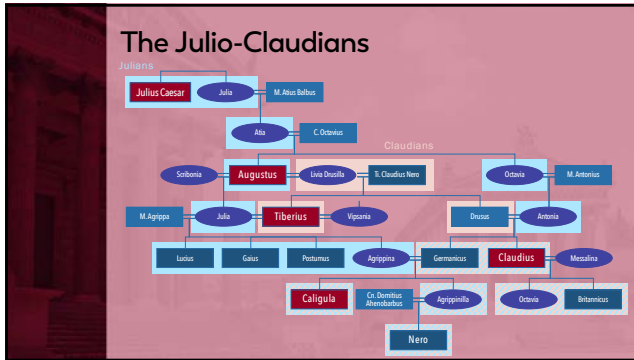 The Julio-Claudians
Julians
Julius Caesar
Julia
M. Atius Balbus
Atia
C. Octavius
Claudians
Scribonia
Augustus
Livia Drusilla
Ti. Claudius Nero
Octavia
M. Antonius
M. Agrippa
Julia
Tiberius
Vipsania
Drusus
Antonia
Lucius
Gaius
Postumus
Agrippina
Germanicus
Claudius
Messalina
Caligula
Cn. Domitius
Ahenobarbus
Agrippinilla
Octavia
Britannicus
Nero